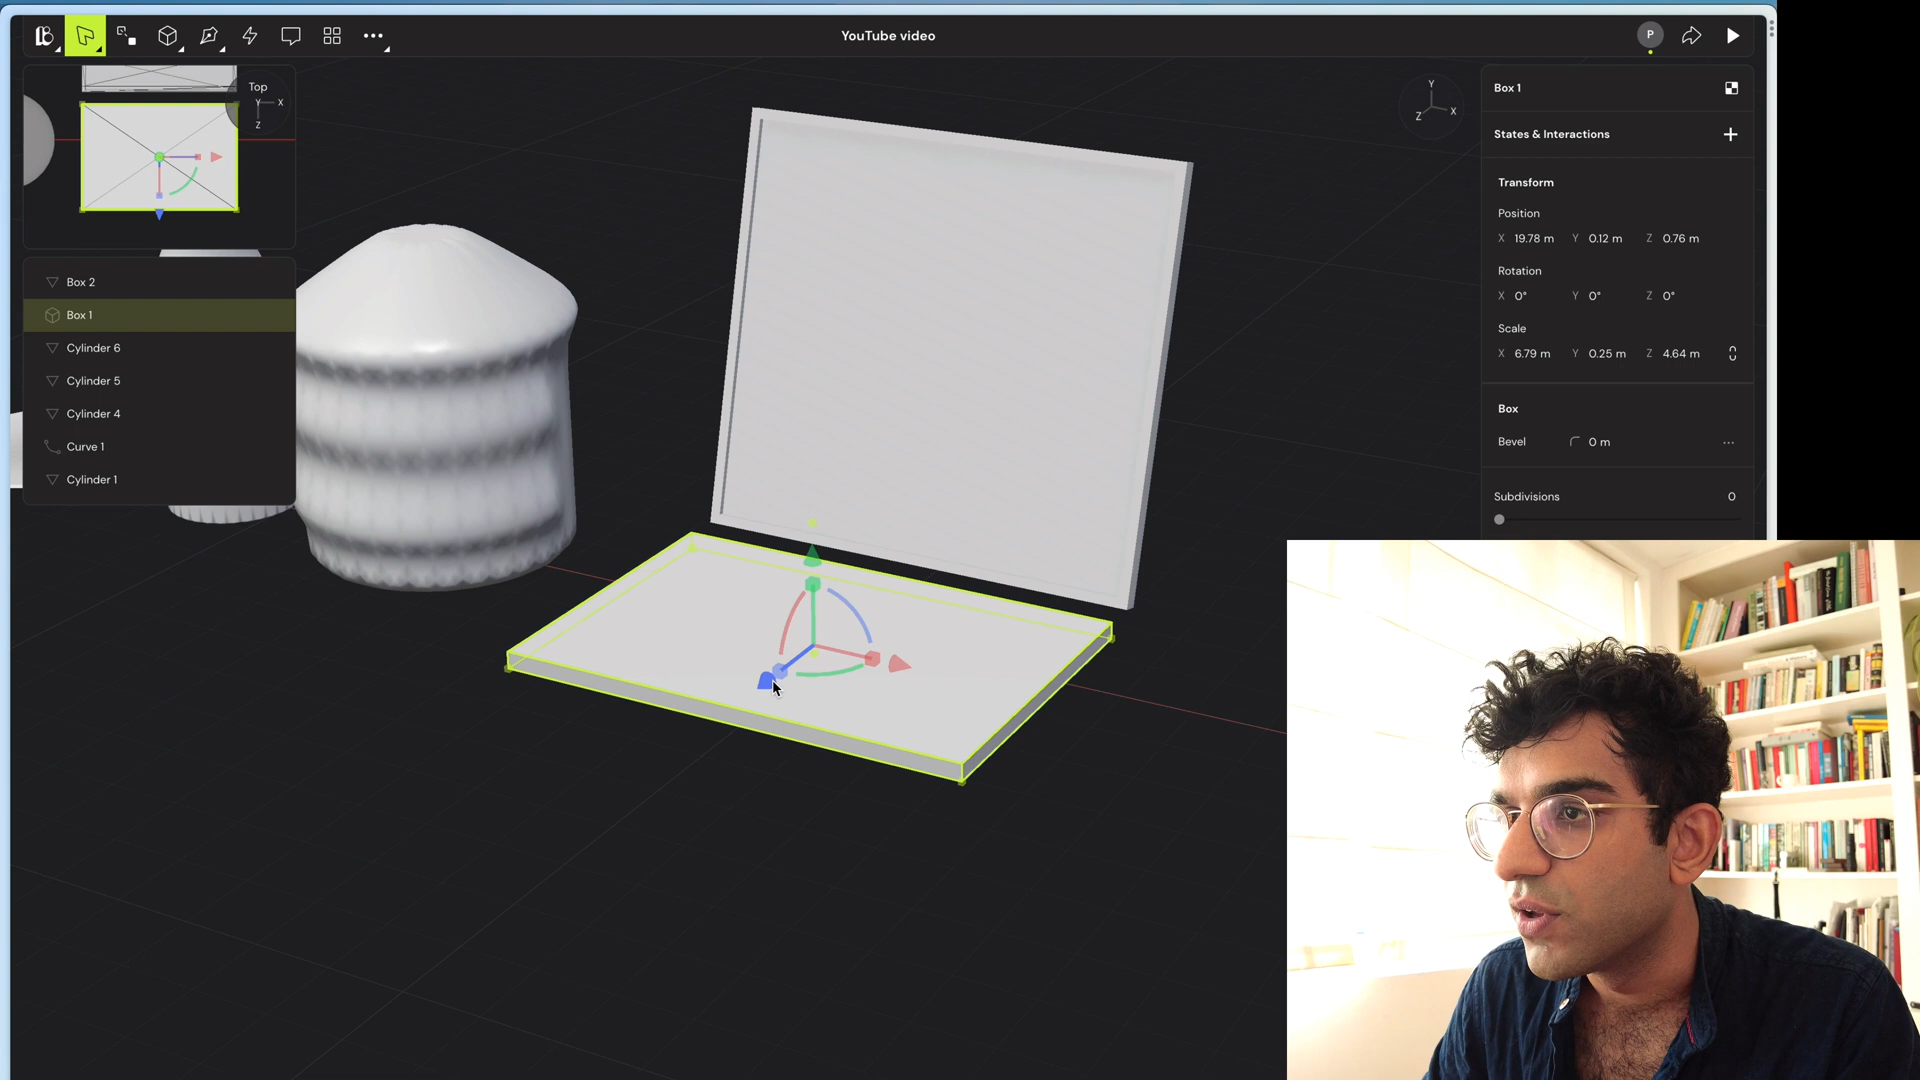 YouTube video
P
Top
Y
X
Z
Y
Z
X
Box 1
States & Interactions
Transform
Position
X 19.78 m Y 0.12 m Z 0.76 m
Rotation
X 0° Y 0° Z 0°
Scale
X 6.79 m Y 0.25 m Z 4.64 m
Box
Bevel 0 m
Subdivisions 0
Box 2
Box 1
Cylinder 6
Cylinder 5
Cylinder 4
Curve 1
Cylinder 1